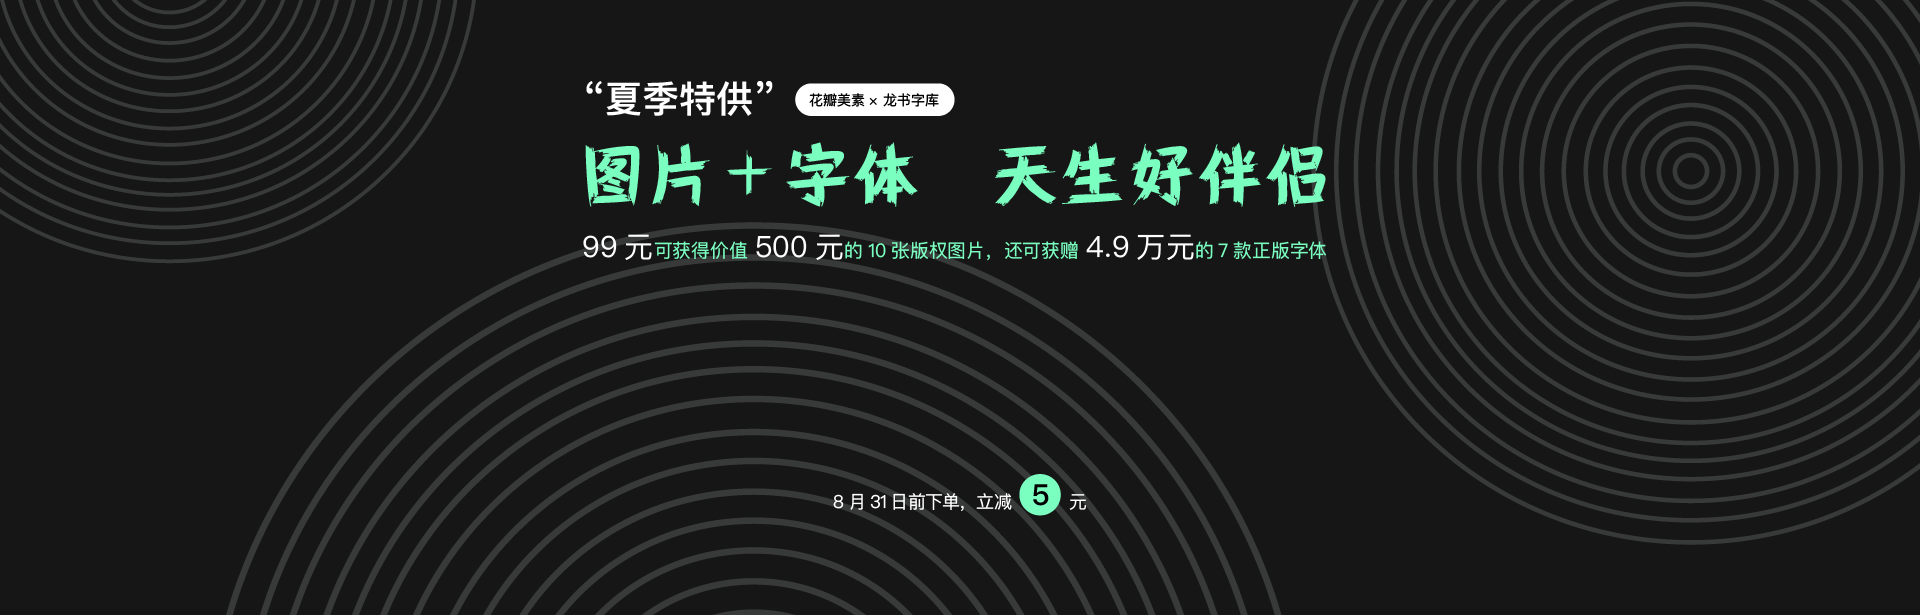 “夏季特供” 花瓣美素 × 龙书字库
图片＋字体 天生好伴侣
99 元可获得价值 500 元的 10 张版权图片，还可获赠 4.9 万元的 7 款正版字体
8 月 31 日前下单，立减 5 元